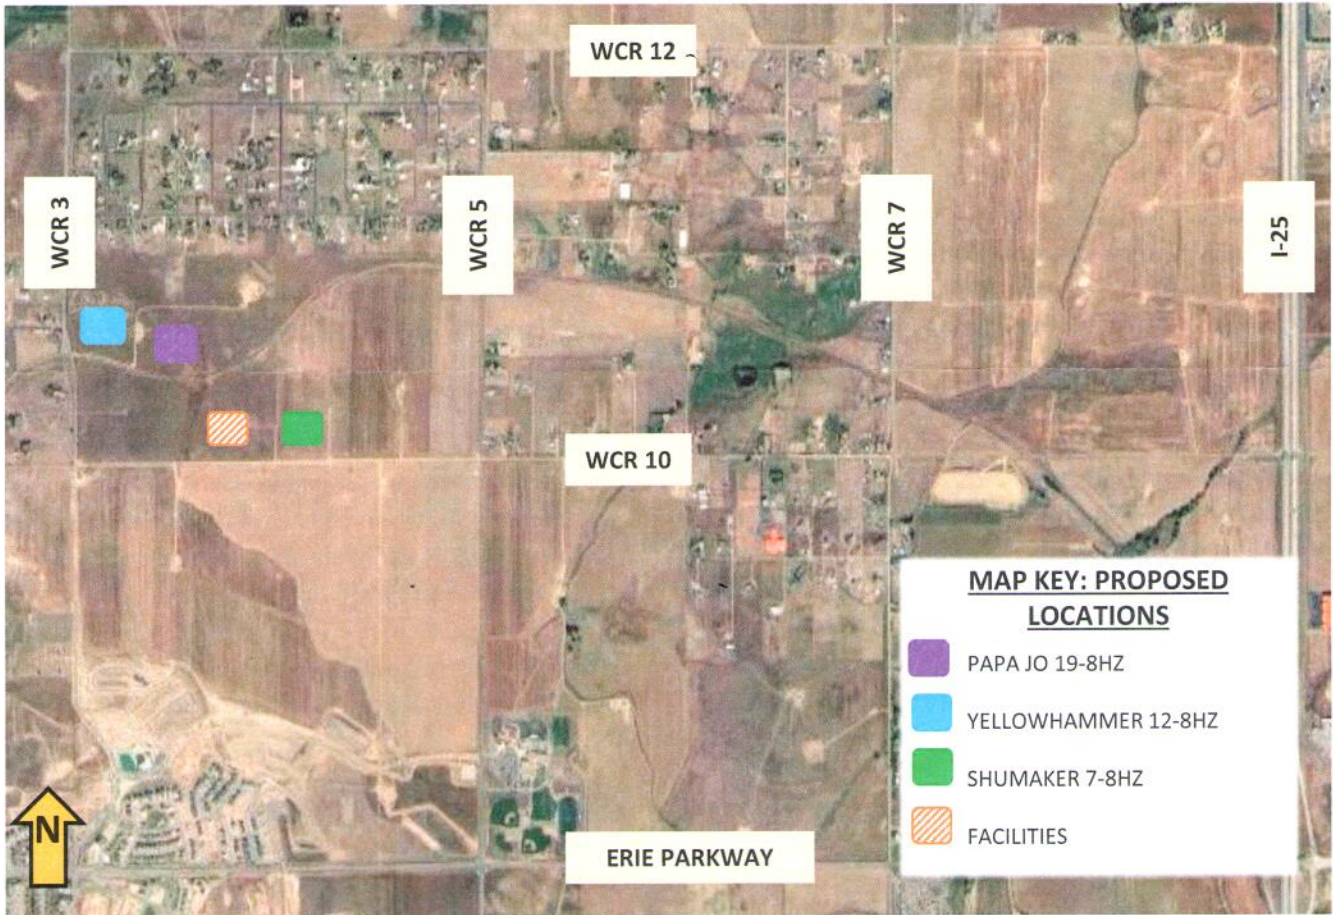 WCR 12
WCR 3
WCR 5
WCR 7
I-25
WCR 10
MAP KEY: PROPOSED
LOCATIONS
PAPA JO 19-8HZ
YELLOWHAMMER 12-8HZ
SHUMAKER 7-8HZ
FACILITIES
N
ERIE PARKWAY